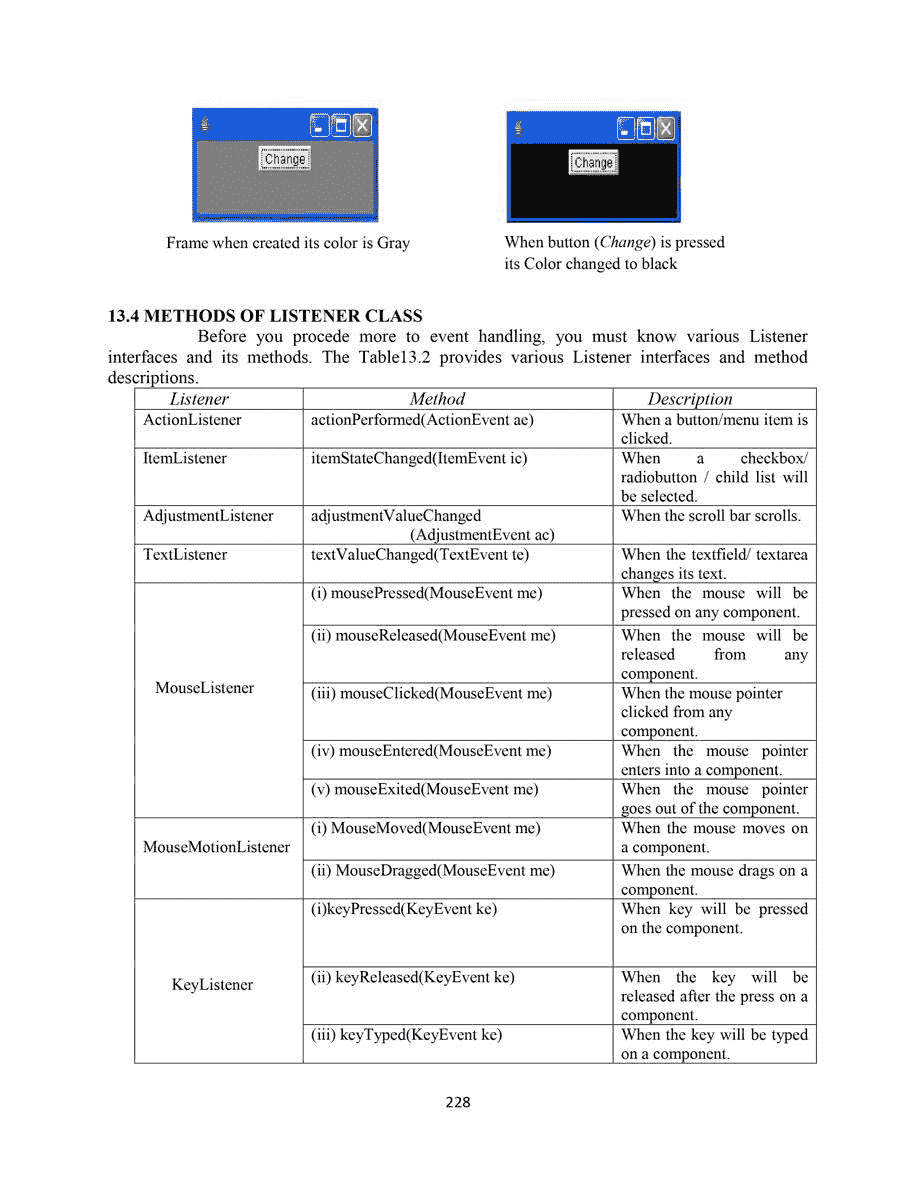 Change
Change
Frame when created its color is Gray
When button (Change) is pressed
its Color changed to black
13.4 METHODS OF LISTENER CLASS
Before you procede more to event handling, you must know various Listener
interfaces and its methods. The Table13.2 provides various Listener interfaces and method
descriptions.
Listener Method Description
ActionListener actionPerformed(ActionEvent ae) When a button/menu item is
clicked.
ItemListener itemStateChanged(ItemEvent ic) When a checkbox/
radiobutton / child list will
be selected.
AdjustmentListener adjustmentValueChanged When the scroll bar scrolls.
(AdjustmentEvent ac)
TextListener textValueChanged(TextEvent te) When the textfield/ textarea
changes its text.
MouseListener
(i) mousePressed(MouseEvent me) When the mouse will be
pressed on any component.
(ii) mouseReleased(MouseEvent me) When the mouse will be
released from any
component.
(iii) mouseClicked(MouseEvent me) When the mouse pointer
clicked from any
component.
(iv) mouseEntered(MouseEvent me) When the mouse pointer
enters into a component.
(v) mouseExited(MouseEvent me) When the mouse pointer
goes out of the component.
MouseMotionListener
(i) MouseMoved(MouseEvent me) When the mouse moves on
a component.
(ii) MouseDragged(MouseEvent me) When the mouse drags on a
component.
KeyListener
(i)keyPressed(KeyEvent ke) When key will be pressed
on the component.
(ii) keyReleased(KeyEvent ke) When the key will be
released after the press on a
component.
(iii) keyTyped(KeyEvent ke) When the key will be typed
on a component.
228